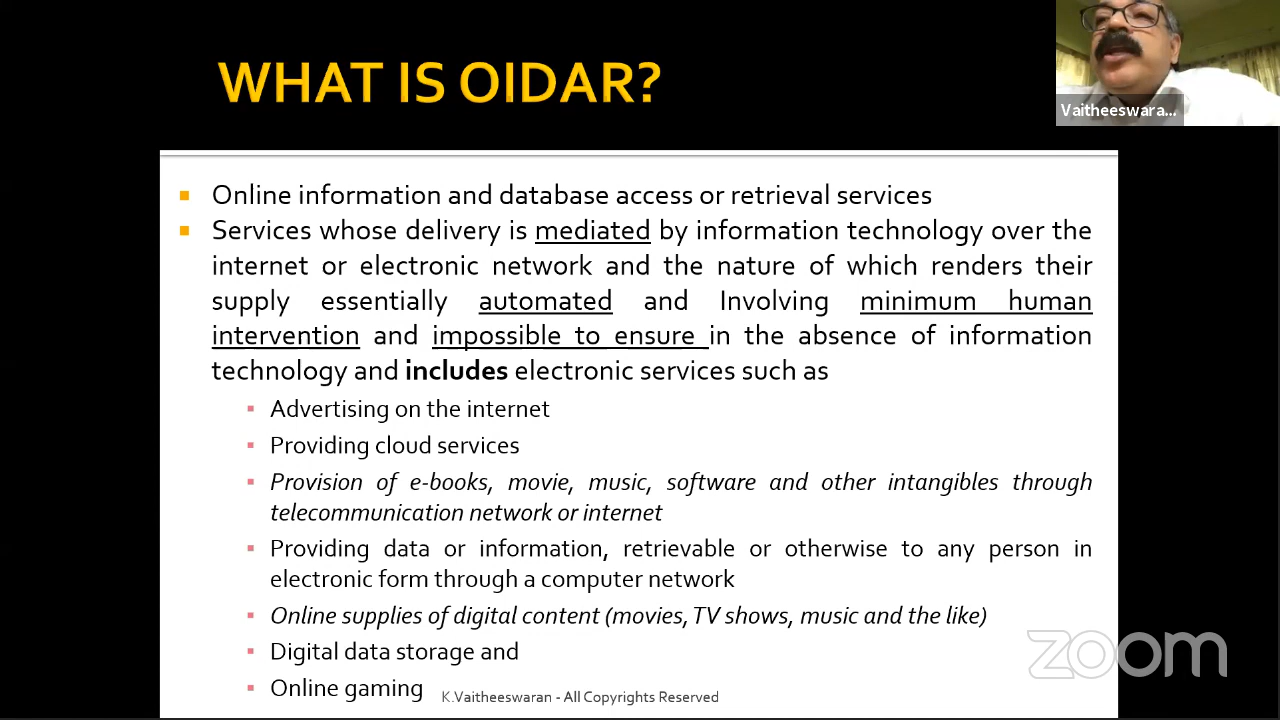 WHAT IS OIDAR?
Vaitheeswara...
Online information and database access or retrieval services
Services whose delivery is mediated by information technology over the
internet or electronic network and the nature of which renders their
supply essentially automated and Involving minimum human
intervention and impossible to ensure in the absence of information
technology and includes electronic services such as
Advertising on the internet
Providing cloud services
Provision of e-books, movie, music, software and other intangibles through
telecommunication network or internet
Providing data or information, retrievable or otherwise to any person in
electronic form through a computer network
Online supplies of digital content (movies, TV shows, music and the like)
Digital data storage and
Online gaming
K.Vaitheeswaran - All Copyrights Reserved
zoom